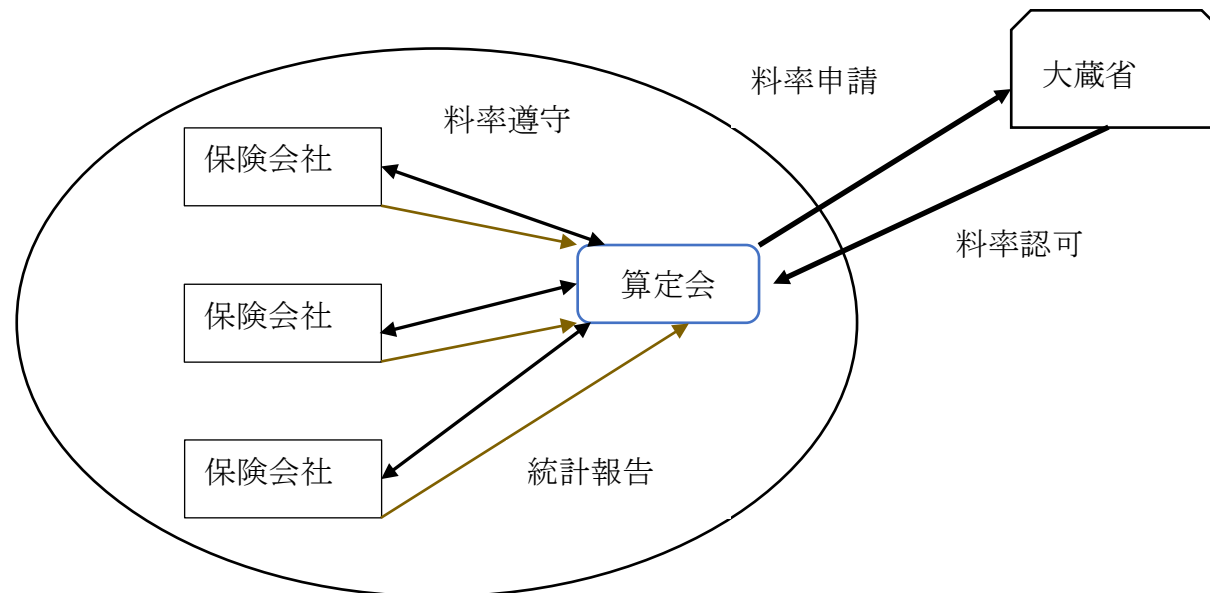 大蔵省
料率申請
料率遵守
保険会社
料率認可
算定会
保険会社
保険会社
統計報告